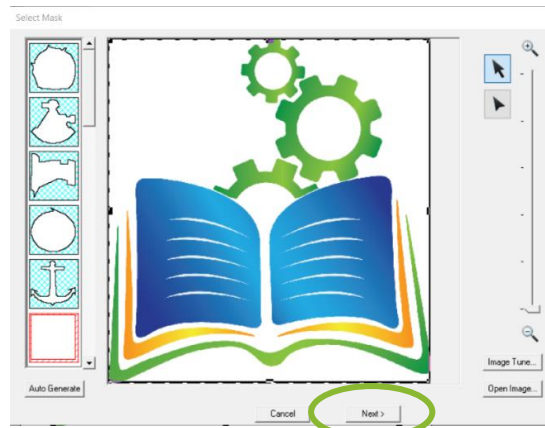 Select Mask
Image Tune...
Auto Generate
Open Image...
Cancel
Next >